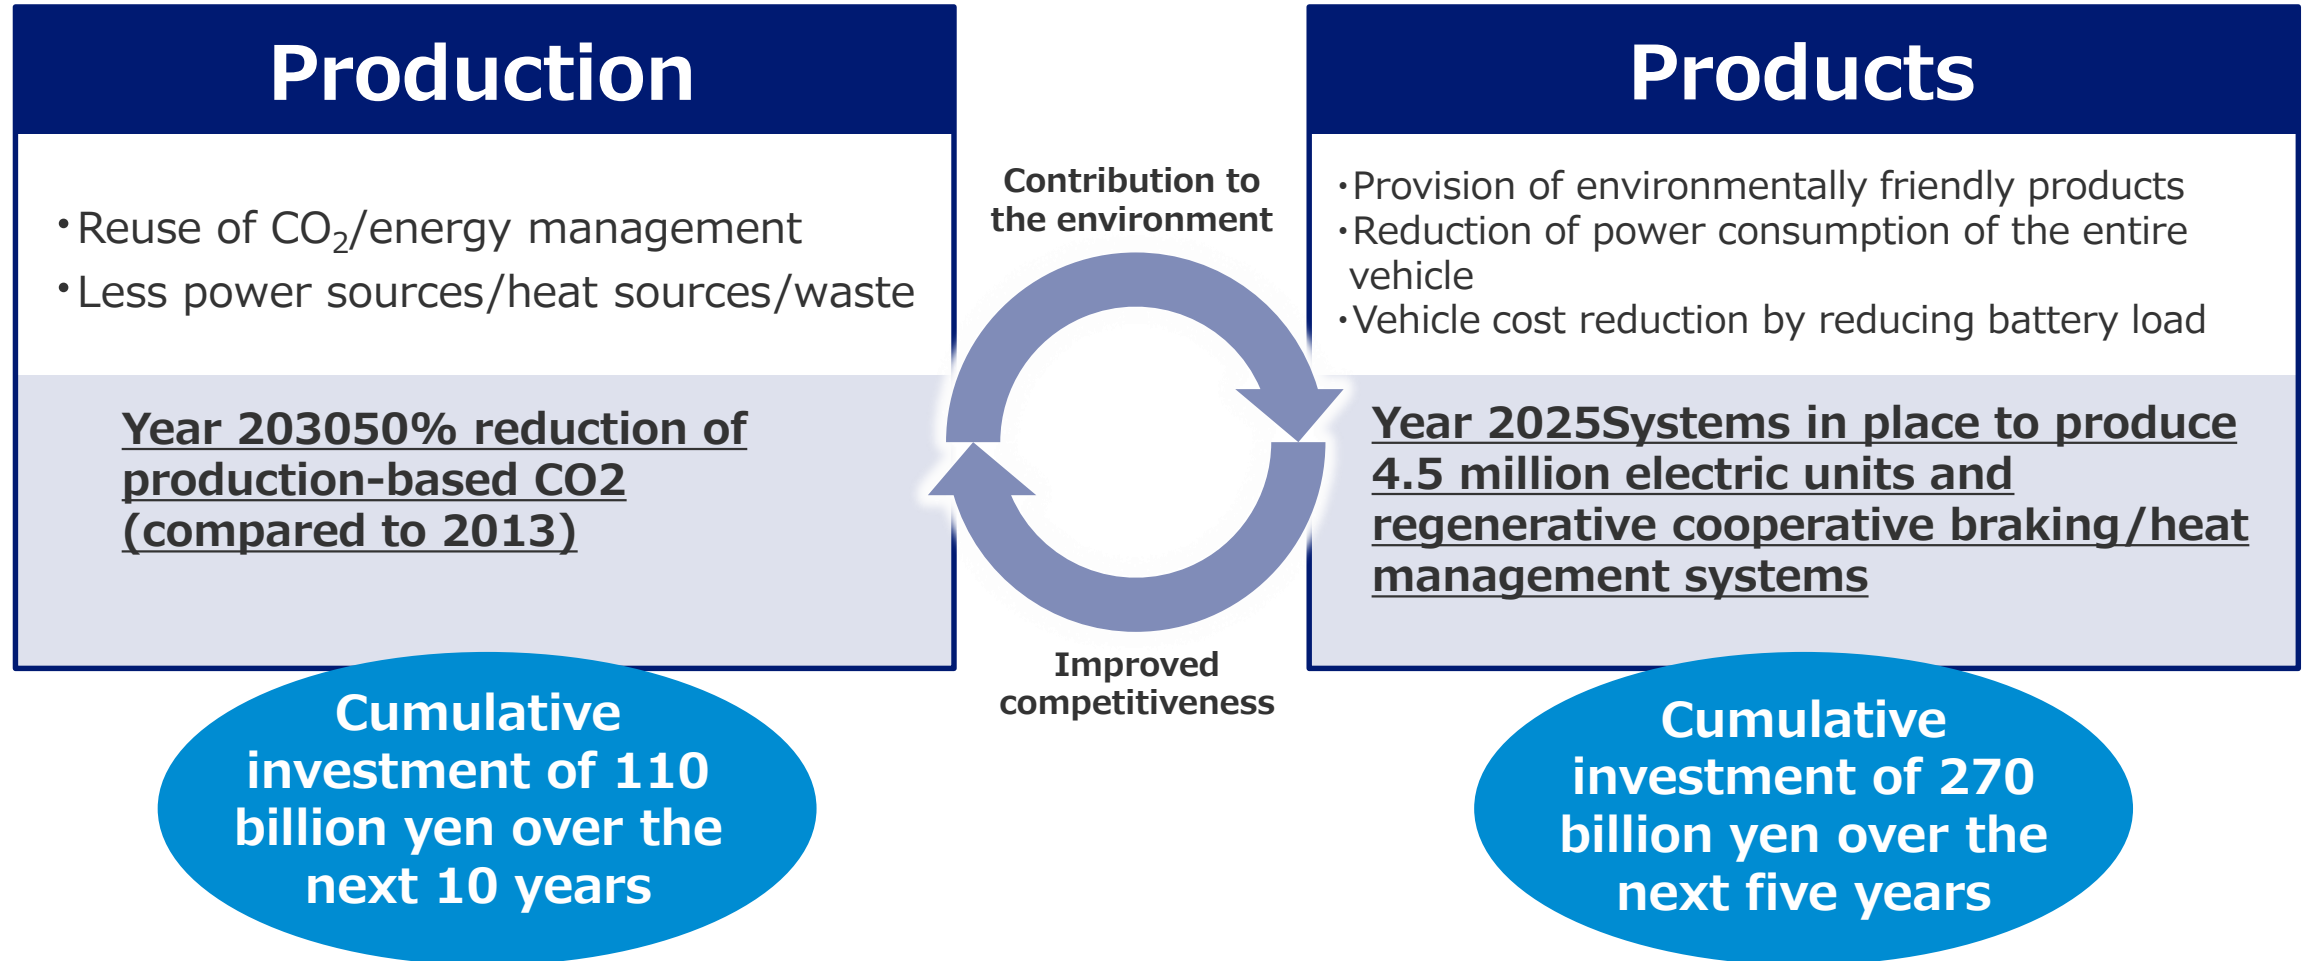 Production
・Reuse of CO₂/energy management
・Less power sources/heat sources/waste
Year 203050% reduction of
production-based CO2
(compared to 2013)
Cumulative
investment of 110
billion yen over the
next 10 years
Contribution to
the environment
Improved
competitiveness
Products
・Provision of environmentally friendly products
・Reduction of power consumption of the entire
vehicle
・Vehicle cost reduction by reducing battery load
Year 2025Systems in place to produce
4.5 million electric units and
regenerative cooperative braking/heat
management systems
Cumulative
investment of 270
billion yen over the
next five years